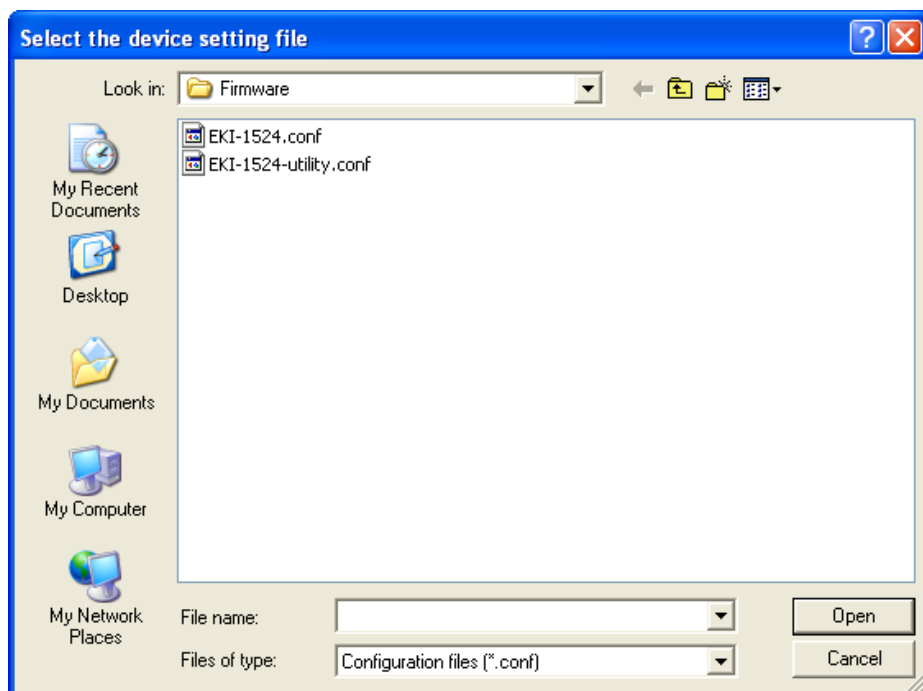 Select the device setting file
Look in: Firmware
EKI-1524.conf
EKI-1524-utility.conf
My Recent
Documents
Desktop
My Documents
My Computer
My Network
Places
File name: Open
Files of type: Configuration files (*.conf) Cancel